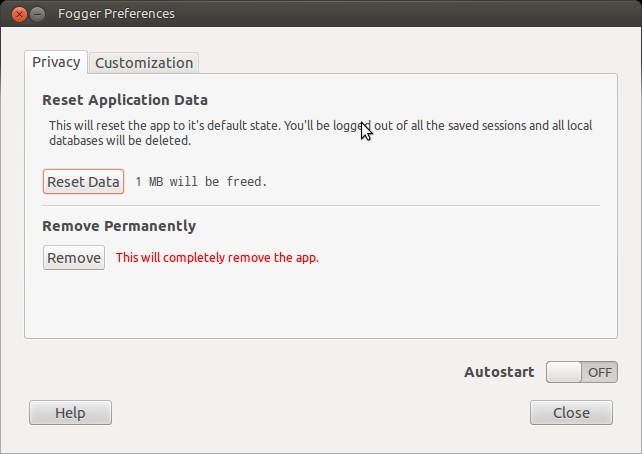 Fogger Preferences
Privacy
Customization
Reset Application Data
This will reset the app to it's default state. You'll be logged out of all the saved sessions and all local
databases will be deleted.
Reset Data
1 MB will be freed.
Remove Permanently
Remove
This will completely remove the app.
Autostart
OFF
Help
Close